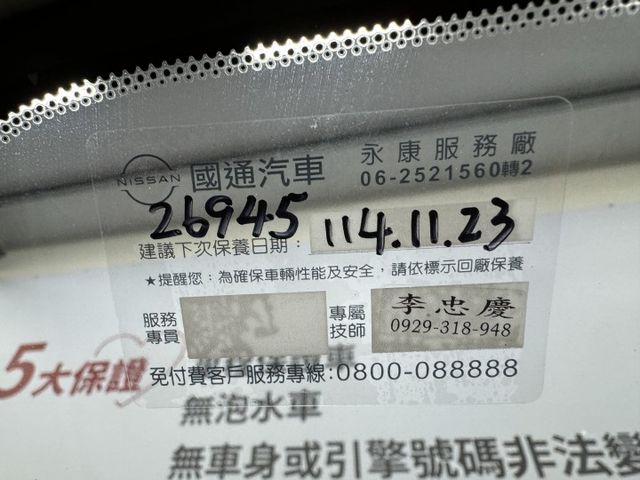 NISSAN 國通汽車 永康服務廠
06-2521560轉2
26945
建議下次保養日期: 114.11.23
★提醒您:為確保車輛性能及安全,請依標示回廠保養
服務專員 專屬技師 李忠慶 0929-318-948
免付費客戶服務專線:0800-088888
5大保證
無泡水車
無車身或引擎號碼非法變